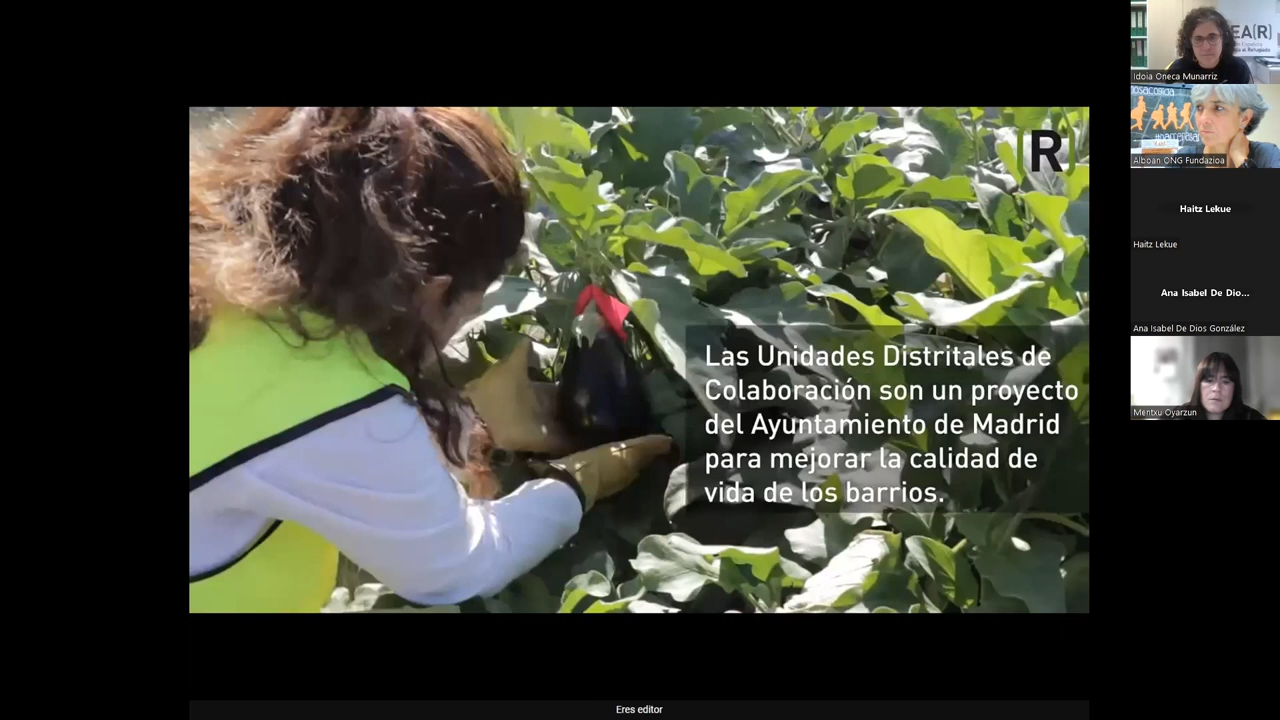 [R]
Las Unidades Distritales de
Colaboración son un proyecto
del Ayuntamiento de Madrid
para mejorar la calidad de
vida de los barrios.
Eres editor
EA(R)
Idoia Oneca Munarriz
Alboan ONG Fundazioa
Haitz Lekue
Haitz Lekue
Ana Isabel De Dio...
Ana Isabel De Dios González
Mentxu Oyarzun